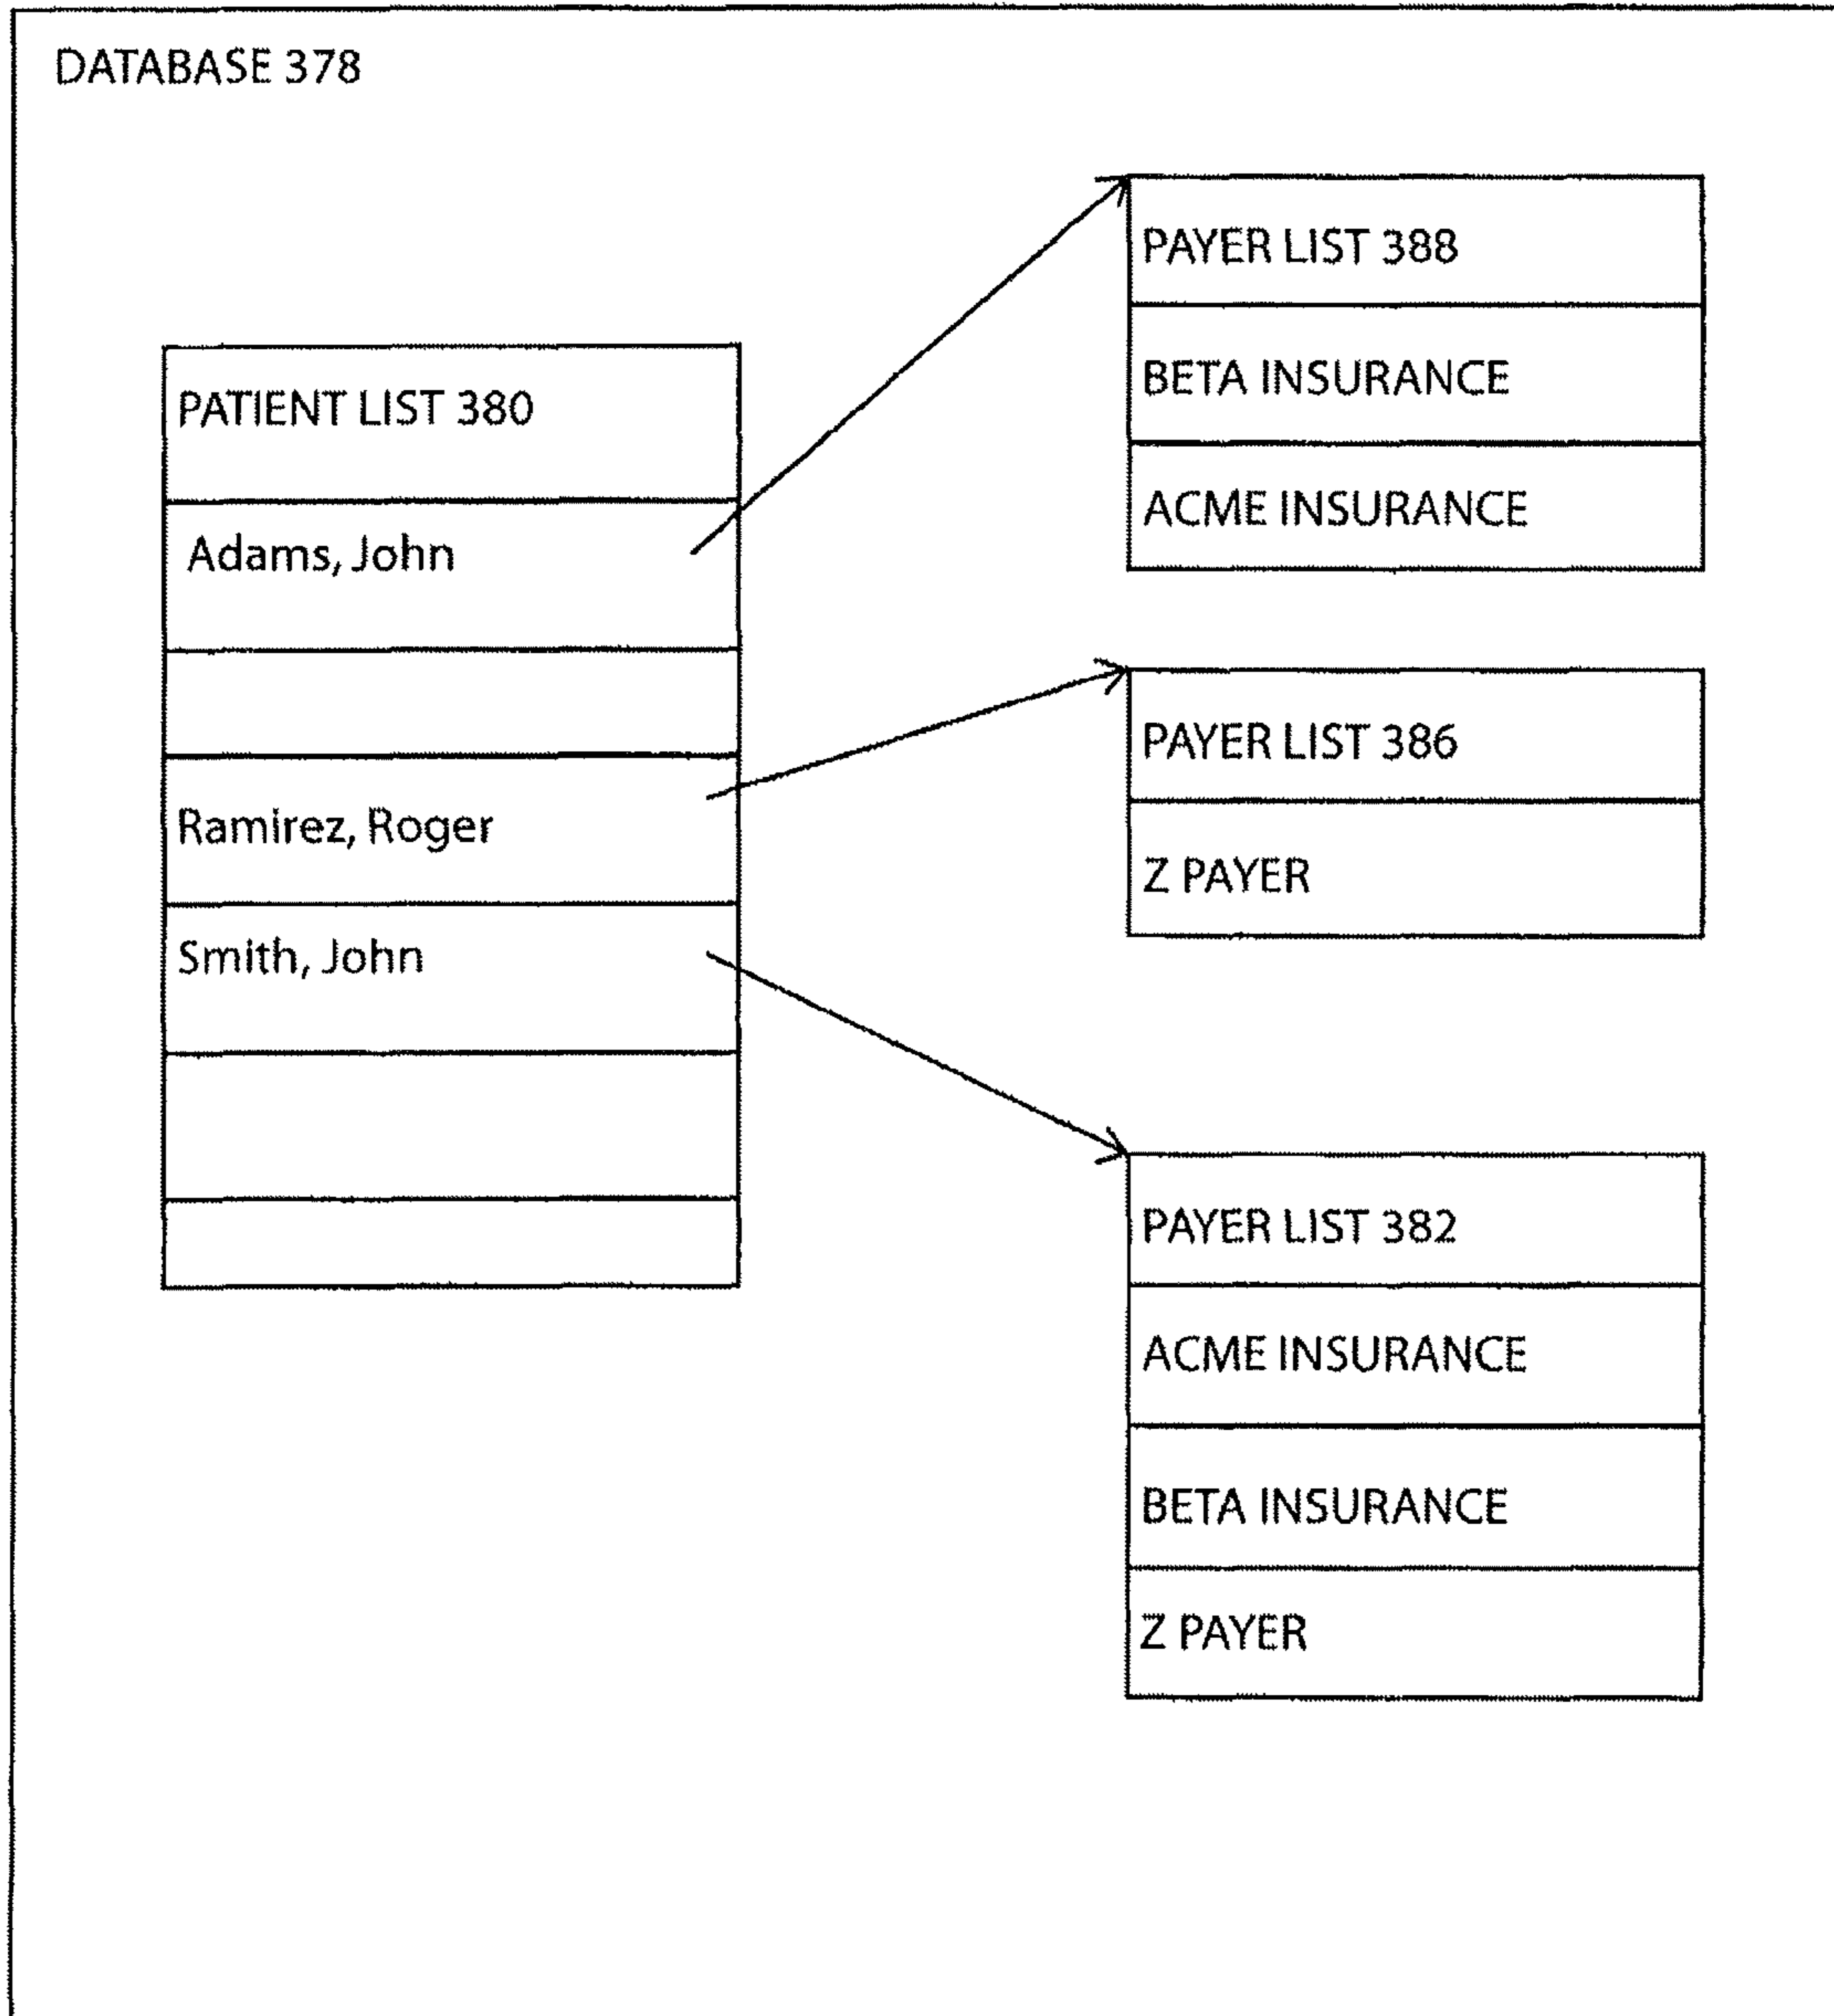 DATABASE 378
PATIENT LIST 380
Adams, John
Ramirez, Roger
Smith, John
PAYER LIST 388
BETA INSURANCE
ACME INSURANCE
PAYER LIST 386
Z PAYER
PAYER LIST 382
ACME INSURANCE
BETA INSURANCE
Z PAYER